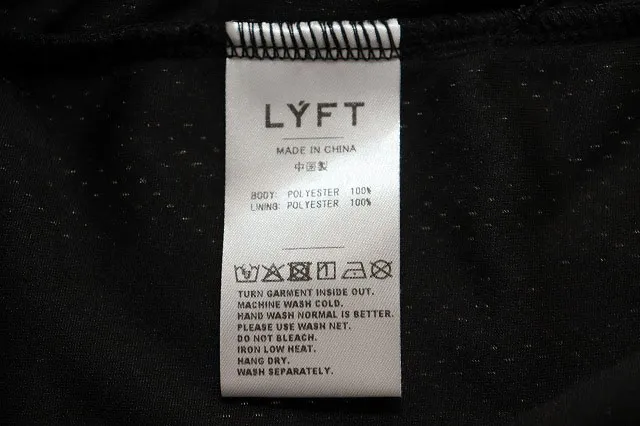 LÝFT
MADE IN CHINA
中国製
BODY: POLYESTER 100%
LINING: POLYESTER 100%
TURN GARMENT INSIDE OUT.
MACHINE WASH COLD.
HAND WASH NORMAL IS BETTER.
PLEASE USE WASH NET.
DO NOT BLEACH.
IRON LOW HEAT.
HANG DRY.
WASH SEPARATELY.